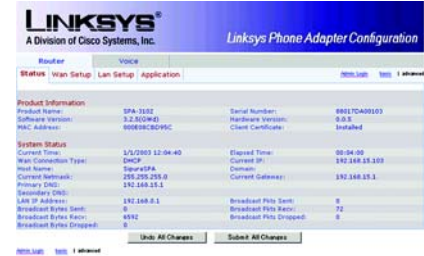 LINKSYS®
A Division of Cisco Systems, Inc.
Linksys Phone Adapter Configuration
Router Voice
Status Wan Setup Lan Setup Application
Admin Login basic | advanced
Product Information
Product Name: SPA-3102 Serial Number: 88017DA00103
Software Version: 3.2.5(GWd) Hardware Version: 0.0.5
MAC Address: 000E08CBD95C Client Certificate: Installed
System Status
Current Time: 1/1/2003 12:04:40 Elapsed Time: 00:04:00
Wan Connection Type: DHCP Current IP: 192.168.15.103
Host Name: SipuraSPA Domain:
Current Netmask: 255.255.255.0 Current Gateway: 192.168.15.1
Primary DNS: 192.168.15.1
Secondary DNS:
LAN IP Address: 192.168.0.1 Broadcast Pkts Sent: 0
Broadcast Bytes Sent: 0 Broadcast Pkts Recv: 72
Broadcast Bytes Recv: 6592 Broadcast Pkts Dropped: 0
Broadcast Bytes Dropped: 0
Undo All Changes Submit All Changes
Admin Login basic | advanced